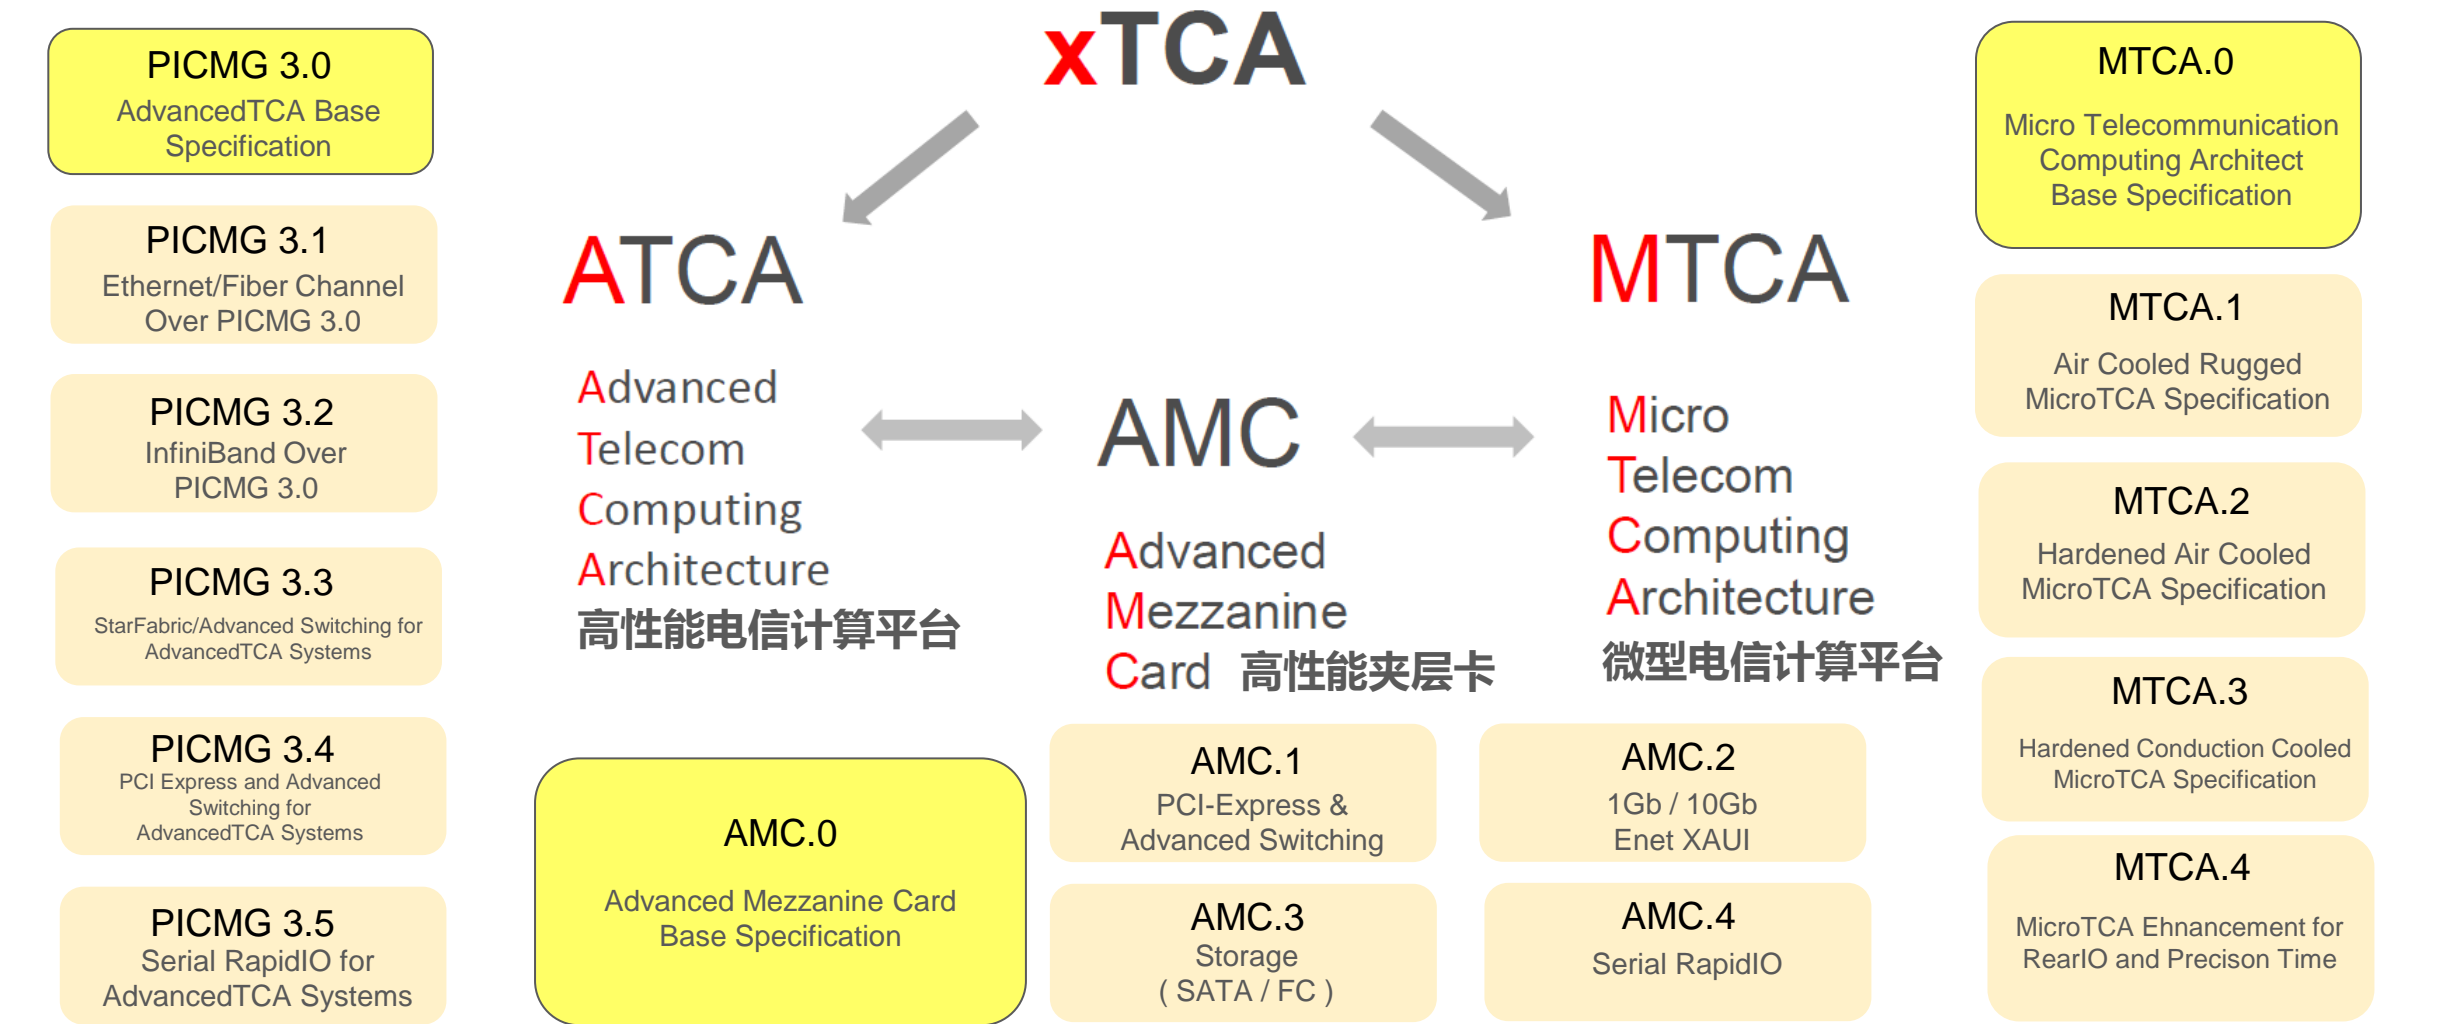 xTCA
PICMG 3.0
AdvancedTCA Base
Specification
PICMG 3.1
Ethernet/Fiber Channel
Over PICMG 3.0
PICMG 3.2
InfiniBand Over
PICMG 3.0
PICMG 3.3
StarFabric/Advanced Switching for
AdvancedTCA Systems
PICMG 3.4
PCI Express and Advanced
Switching for
AdvancedTCA Systems
PICMG 3.5
Serial RapidIO for
AdvancedTCA Systems
ATCA
Advanced
Telecom
Computing
Architecture
高性能电信计算平台
AMC
Advanced
Mezzanine
Card 高性能夹层卡
MTCA
Micro
Telecom
Computing
Architecture
微型电信计算平台
AMC.0
Advanced Mezzanine Card
Base Specification
AMC.1
PCI-Express &
Advanced Switching
AMC.2
1Gb / 10Gb
Enet XAUI
AMC.3
Storage
( SATA / FC )
AMC.4
Serial RapidIO
MTCA.0
Micro Telecommunication
Computing Architect
Base Specification
MTCA.1
Air Cooled Rugged
MicroTCA Specification
MTCA.2
Hardened Air Cooled
MicroTCA Specification
MTCA.3
Hardened Conduction Cooled
MicroTCA Specification
MTCA.4
MicroTCA Ehnancement for
RearIO and Precison Time